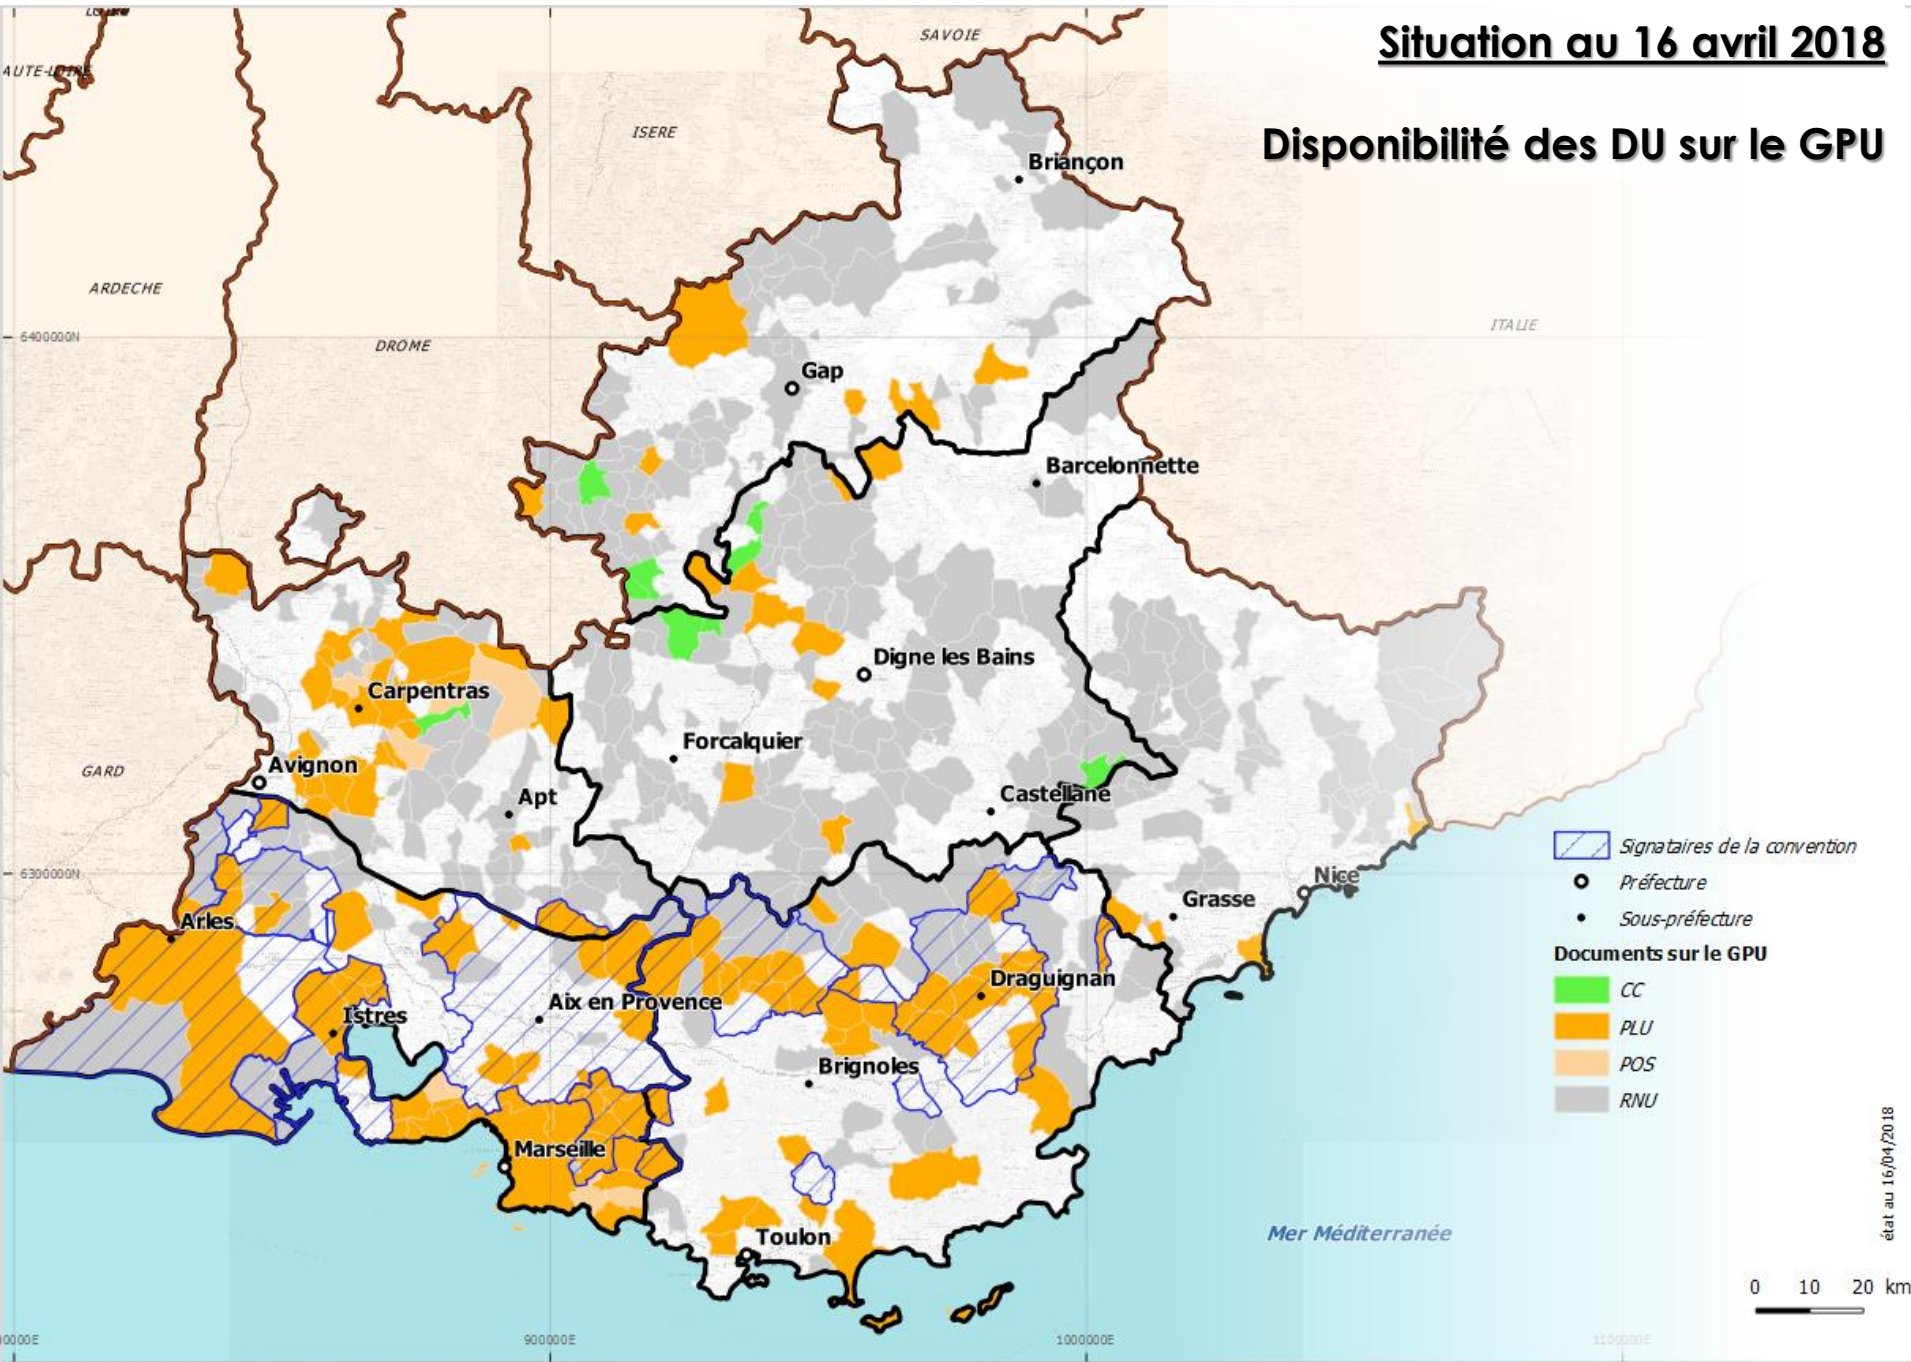 Situation au 16 avril 2018
Disponibilité des DU sur le GPU
SAVOIE
ISERE
Briançon
ARDECHE
6400000N
DROME
ITALIE
Gap
Barcelonnette
Digne les Bains
Carpentras
Forcalquier
GARD
Avignon
Apt
Castellane
6300000N
Nice
Grasse
Arles
Draguignan
Aix en Provence
Istres
Brignoles
Marseille
Toulon
Mer Méditerranée
Signataires de la convention
Préfecture
Sous-préfecture
Documents sur le GPU
CC
PLU
POS
RNU
état au 16/04/2018
0 10 20 km
900000E
1000000E
1100000E